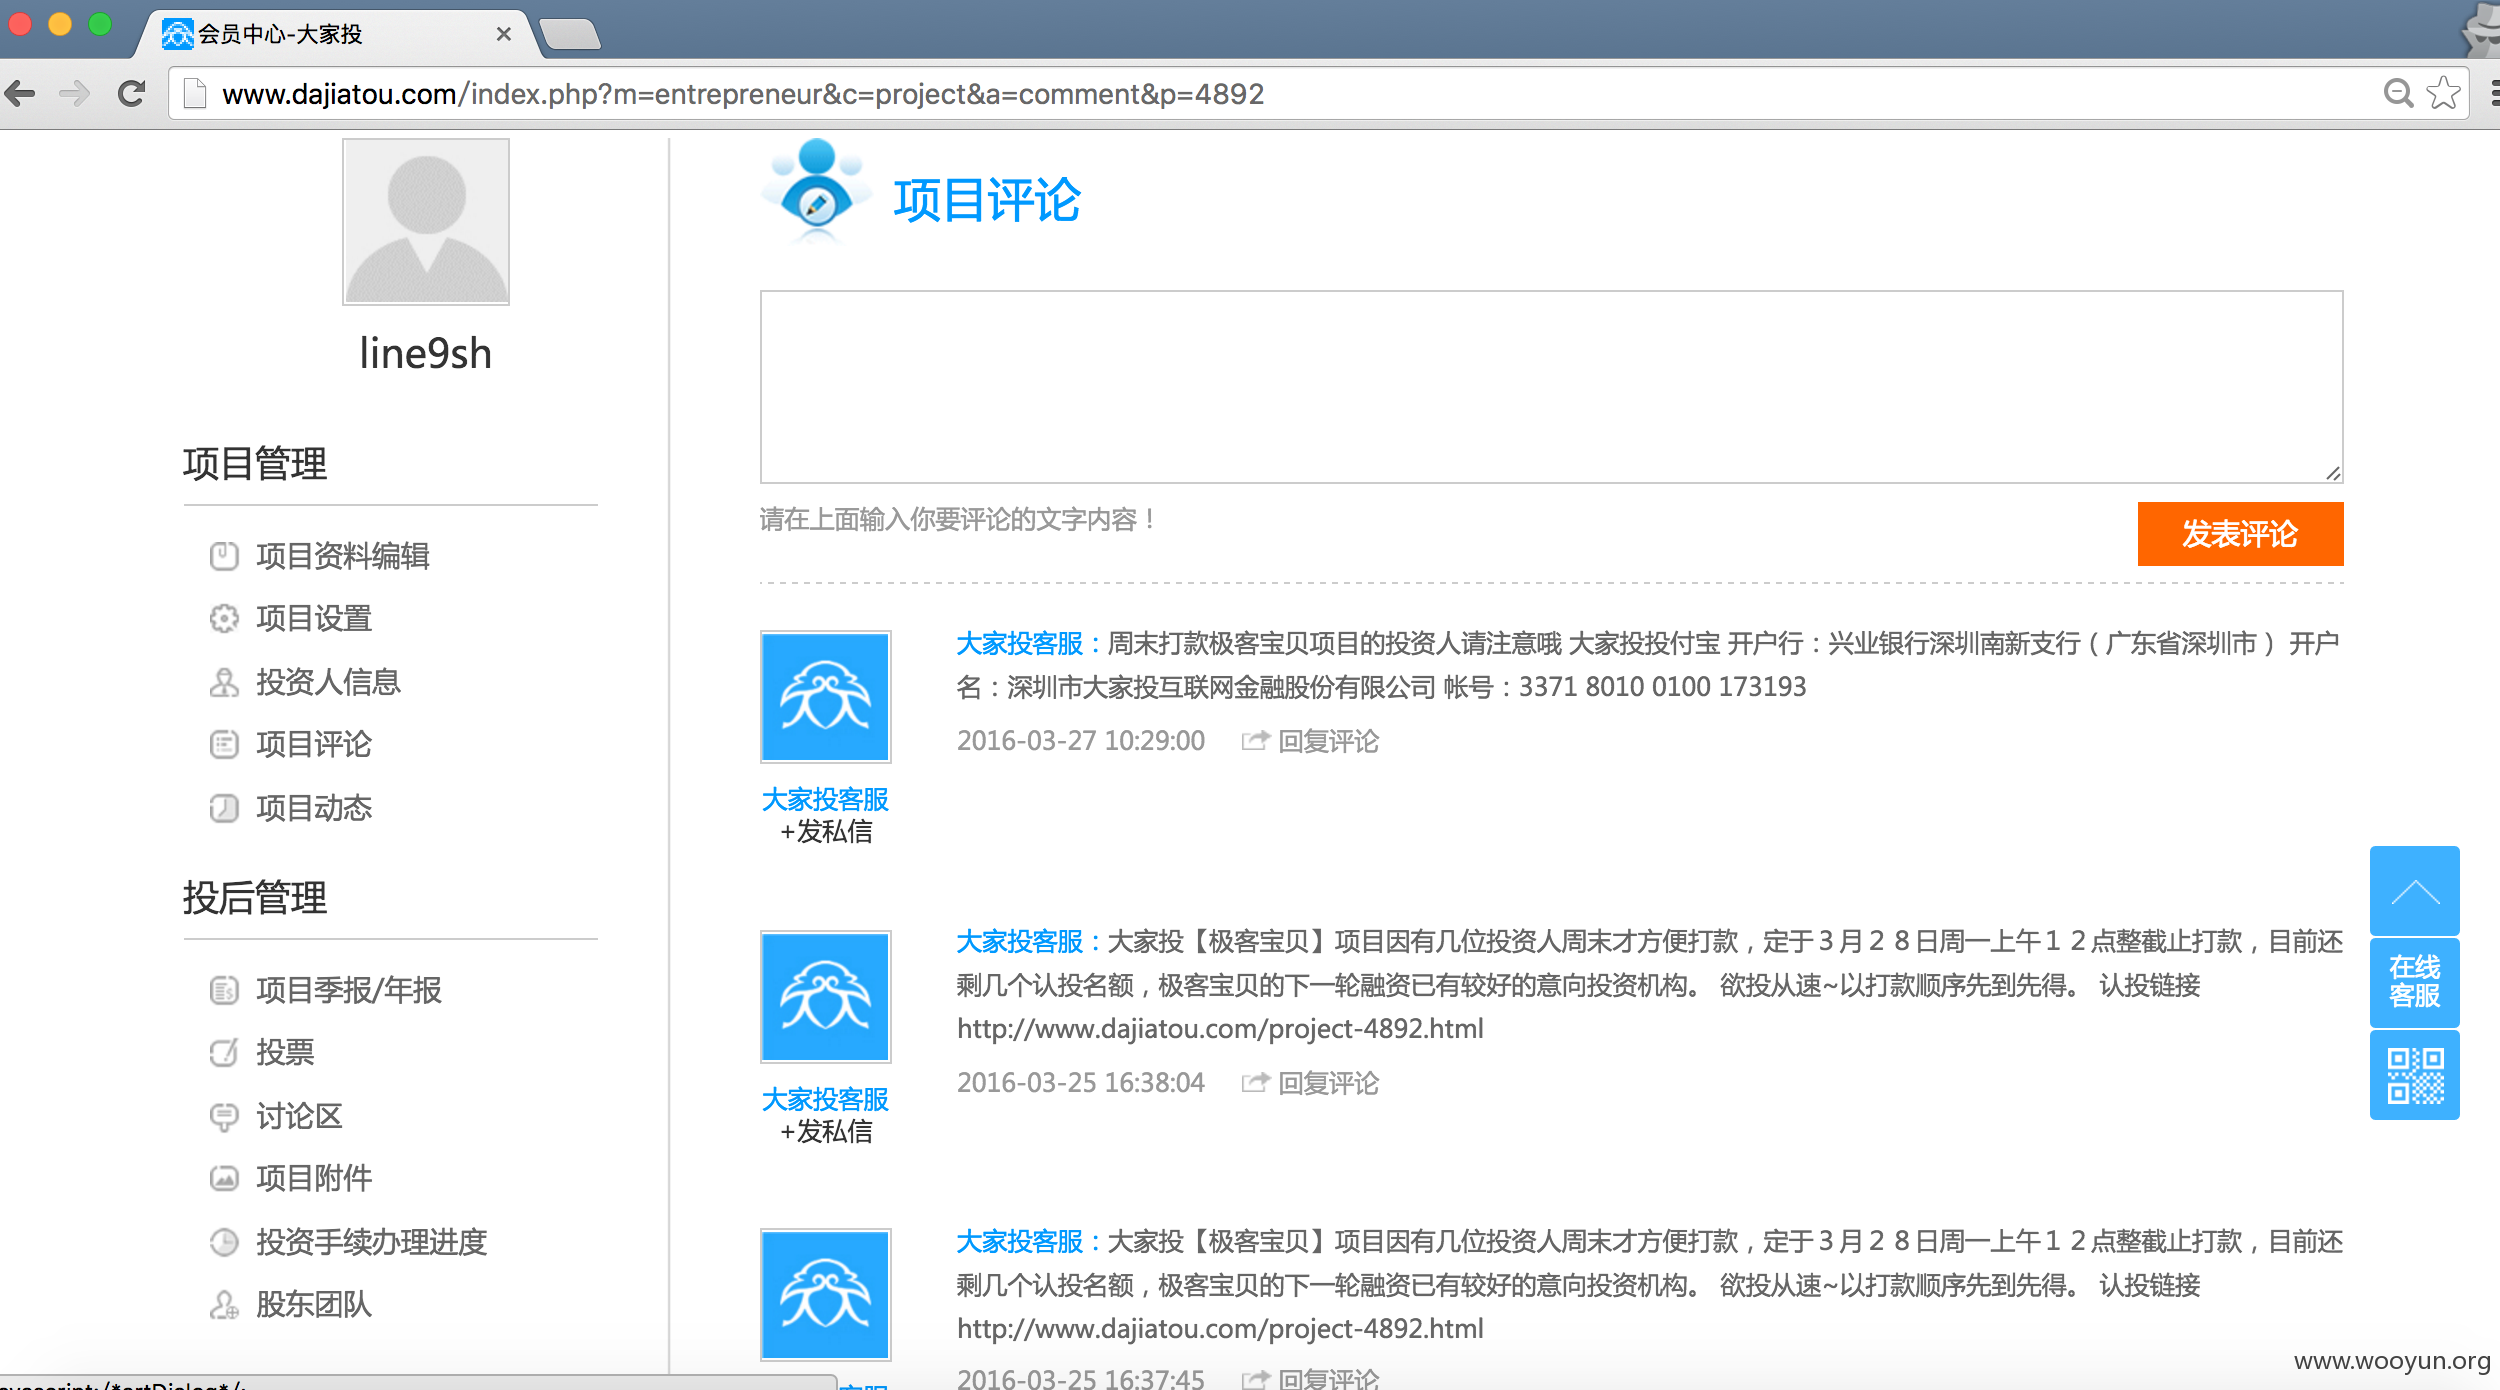 会员中心-大家投
www.dajiatou.com/index.php?m=entrepreneur&c=project&a=comment&p=4892
line9sh
项目管理
项目资料编辑
项目设置
投资人信息
项目评论
项目动态
投后管理
项目季报/年报
投票
讨论区
项目附件
投资手续办理进度
股东团队
项目评论
请在上面输入你要评论的文字内容！
发表评论
大家投客服：周末打款极客宝贝项目的投资人请注意哦 大家投投付宝 开户行：兴业银行深圳南新支行（广东省深圳市） 开户
名：深圳市大家投互联网金融股份有限公司 帐号：3371 8010 0100 173193
2016-03-27 10:29:00 回复评论
大家投客服
+发私信
大家投客服：大家投【极客宝贝】项目因有几位投资人周末才方便打款，定于３月２８日周一上午１２点整截止打款，目前还
剩几个认投名额，极客宝贝的下一轮融资已有较好的意向投资机构。 欲投从速~以打款顺序先到先得。 认投链接
http://www.dajiatou.com/project-4892.html
2016-03-25 16:38:04 回复评论
大家投客服
+发私信
大家投客服：大家投【极客宝贝】项目因有几位投资人周末才方便打款，定于３月２８日周一上午１２点整截止打款，目前还
剩几个认投名额，极客宝贝的下一轮融资已有较好的意向投资机构。 欲投从速~以打款顺序先到先得。 认投链接
http://www.dajiatou.com/project-4892.html
2016-03-25 16:37:45 回复评论
在线
客服
www.wooyun.org